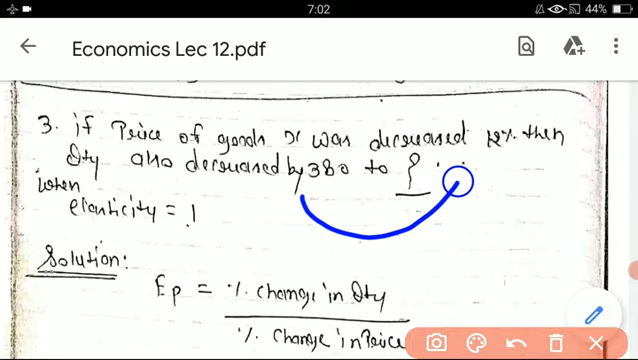 7:02
44%
Economics Lec 12.pdf
3. if Price of goods x was decreased 12% then
Qty also decreased by 380 to ?
when
elasticity = 1
Solution:
Ep = % change in Qty
% change in Price